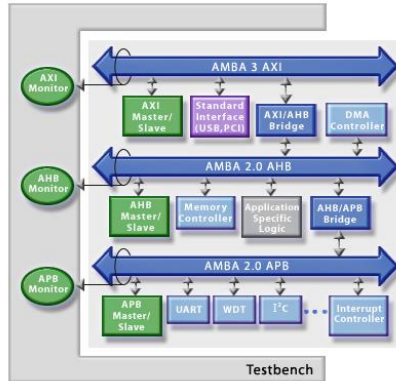 AMBA 3 AXI
AXI
Monitor
AXI
Master/
Slave
Standard
Interface
(USB,PCI)
AXI/AHB
Bridge
DMA
Controller
AMBA 2.0 AHB
AHB
Monitor
AHB
Master/
Slave
Memory
Controller
Application
Specific
Logic
AHB/APB
Bridge
AMBA 2.0 APB
APB
Monitor
APB
Master/
Slave
UART
WDT
I²C
Interrupt
Controller
Testbench